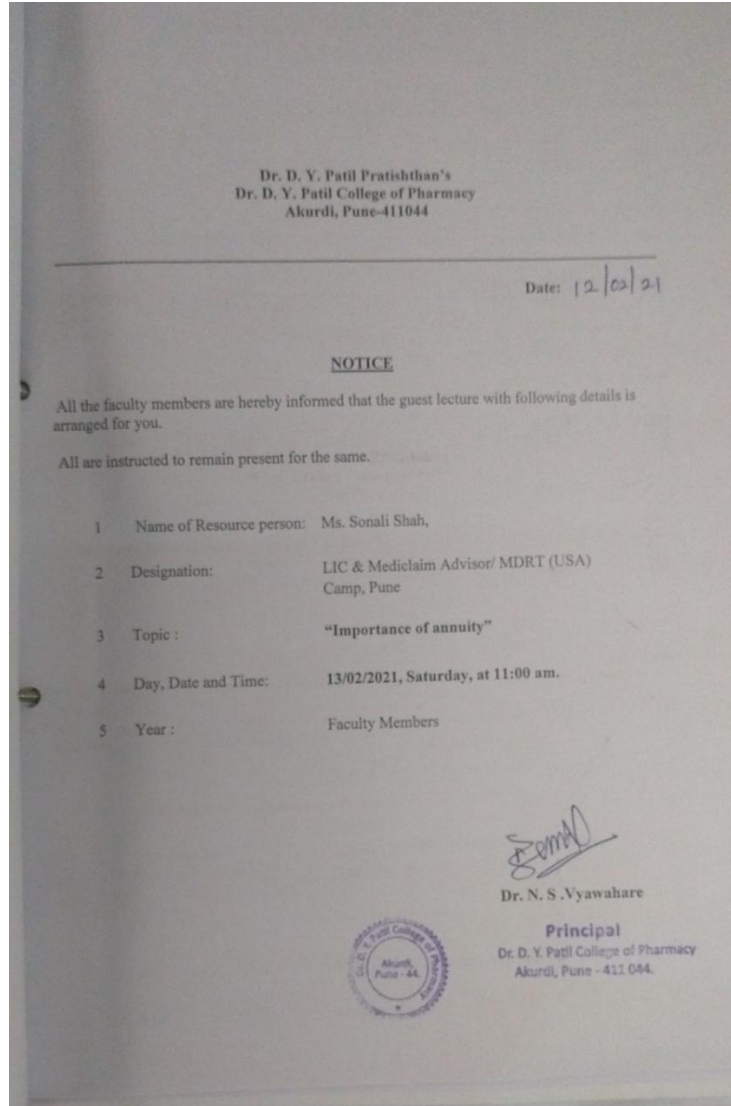 Dr. D. Y. Patil Pratishthan's
Dr. D. Y. Patil College of Pharmacy
Akurdi, Pune-411044
Date: 12/02/21
NOTICE
All the faculty members are hereby informed that the guest lecture with following details is
arranged for you.
All are instructed to remain present for the same.
1 Name of Resource person: Ms. Sonali Shah,
2 Designation: LIC & Mediclaim Advisor/ MDRT (USA)
Camp, Pune
3 Topic : “Importance of annuity”
4 Day, Date and Time: 13/02/2021, Saturday, at 11:00 am.
5 Year : Faculty Members
Dr. N. S .Vyawahare
Principal
Dr. D. Y. Patil College of Pharmacy
Akurdi, Pune - 411 044.
Dr. D. Y. Patil College of Pharmacy
Akurdi,
Pune - 44.